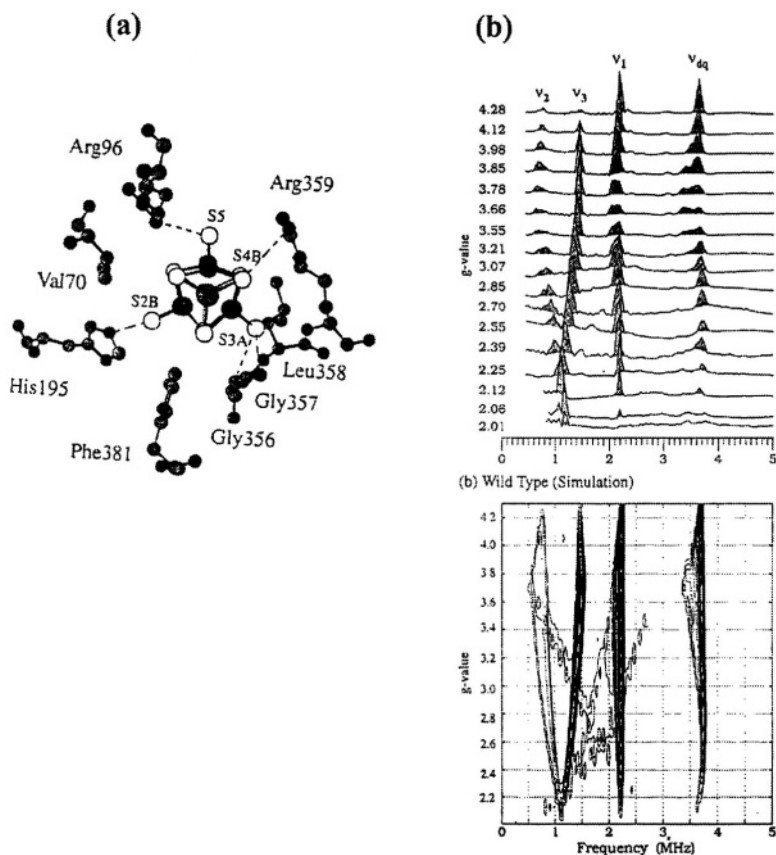 (a)
Arg96
Arg359
S5
S4B
Val70
S2B
S3A
His195
Leu358
Gly357
Gly356
Phe381
(b)
ν2 ν3 ν1 νdq
4.28
4.12
3.98
3.85
3.78
3.66
3.55
3.21
3.07
2.85
2.70
2.55
2.39
2.25
2.12
2.06
2.01
g-value
0 1 2 3 4 5
(b) Wild Type (Simulation)
4.2
4.0
3.8
3.6
3.4
3.2
3.0
2.8
2.6
2.4
2.2
g-value
0 1 2 3 4 5
Frequency (MHz)